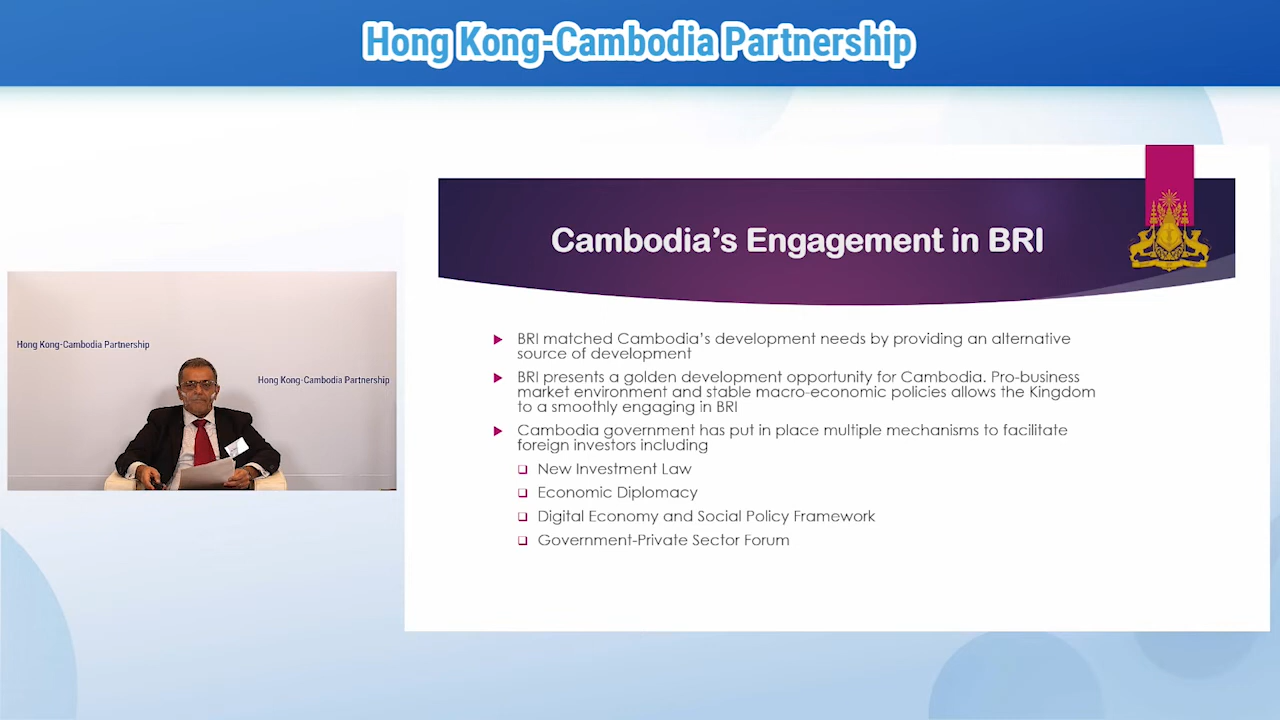 Hong Kong-Cambodia Partnership
Hong Kong-Cambodia Partnership
Hong Kong-Cambodia Partnership
Cambodia's Engagement in BRI
BRI matched Cambodia's development needs by providing an alternative
source of development
BRI presents a golden development opportunity for Cambodia. Pro-business
market environment and stable macro-economic policies allows the Kingdom
to a smoothly engaging in BRI
Cambodia government has put in place multiple mechanisms to facilitate
foreign investors including
New Investment Law
Economic Diplomacy
Digital Economy and Social Policy Framework
Government-Private Sector Forum